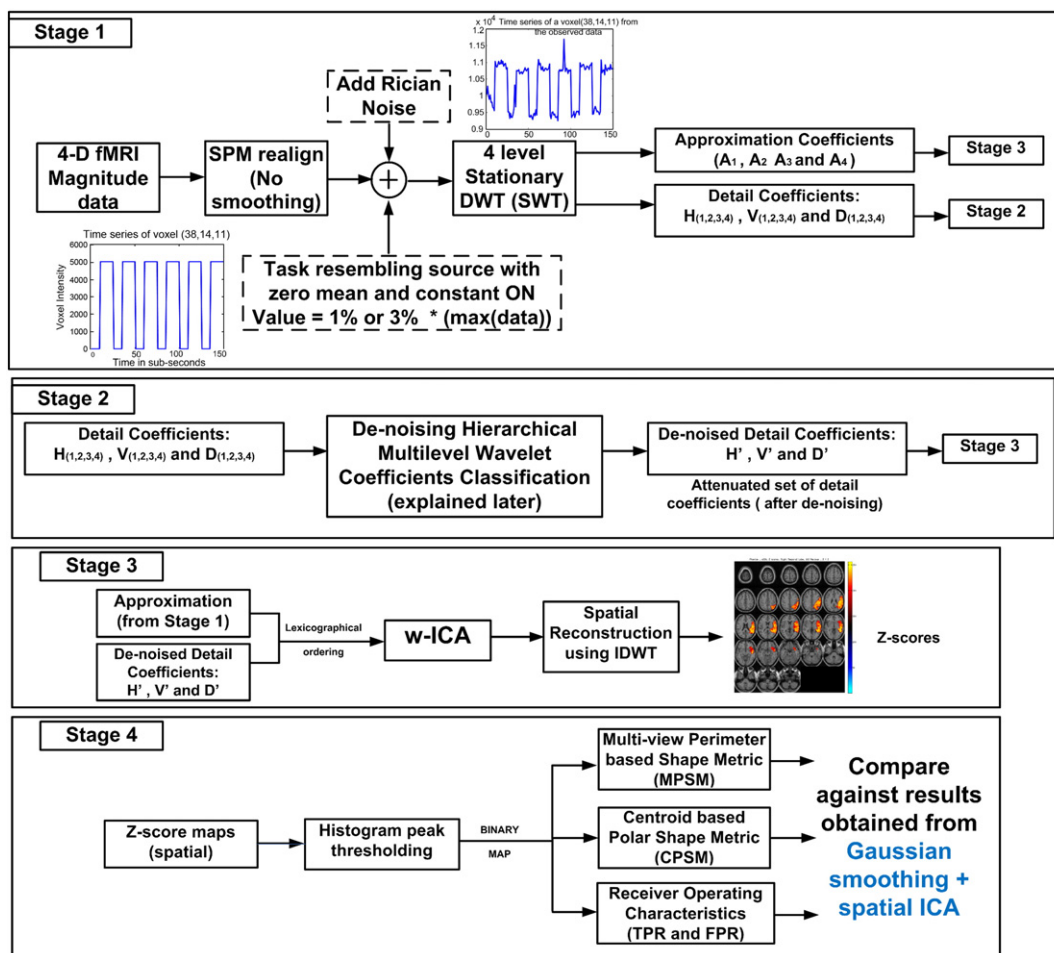 Stage 1
× 10⁴ Time series of a voxel(38,14,11) from
the observed data
1.2
1.15
1.1
1.05
1
0.95
0.9
0 50 100 150
Add Rician
Noise
4-D fMRI
Magnitude
data
SPM realign
(No
smoothing)
+
4 level
Stationary
DWT (SWT)
Approximation Coefficients
(A₁ , A₂ A₃ and A₄ )
Stage 3
Detail Coefficients:
H(1,2,3,4) , V(1,2,3,4) and D(1,2,3,4)
Stage 2
Time series of voxel (38,14,11)
Voxel Intensity
6000
5000
4000
3000
2000
1000
0
0 50 100 150
Time in sub-seconds
Task resembling source with
zero mean and constant ON
Value = 1% or 3% * (max(data))
Stage 2
Detail Coefficients:
H(1,2,3,4) , V(1,2,3,4) and D(1,2,3,4)
De-noising Hierarchical
Multilevel Wavelet
Coefficients Classification
(explained later)
De-noised Detail Coefficients:
H' , V' and D'
Attenuated set of detail
coefficients ( after de-noising)
Stage 3
Stage 3
Approximation
(from Stage 1)
De-noised Detail
Coefficients:
H' , V' and D'
Lexicographical
ordering
w-ICA
Spatial
Reconstruction
using IDWT
Z-scores
Stage 4
Z-score maps
(spatial)
Histogram peak
thresholding
BINARY
MAP
Multi-view Perimeter
based Shape Metric
(MPSM)
Centroid based
Polar Shape Metric
(CPSM)
Receiver Operating
Characteristics
(TPR and FPR)
Compare
against results
obtained from
Gaussian
smoothing +
spatial ICA